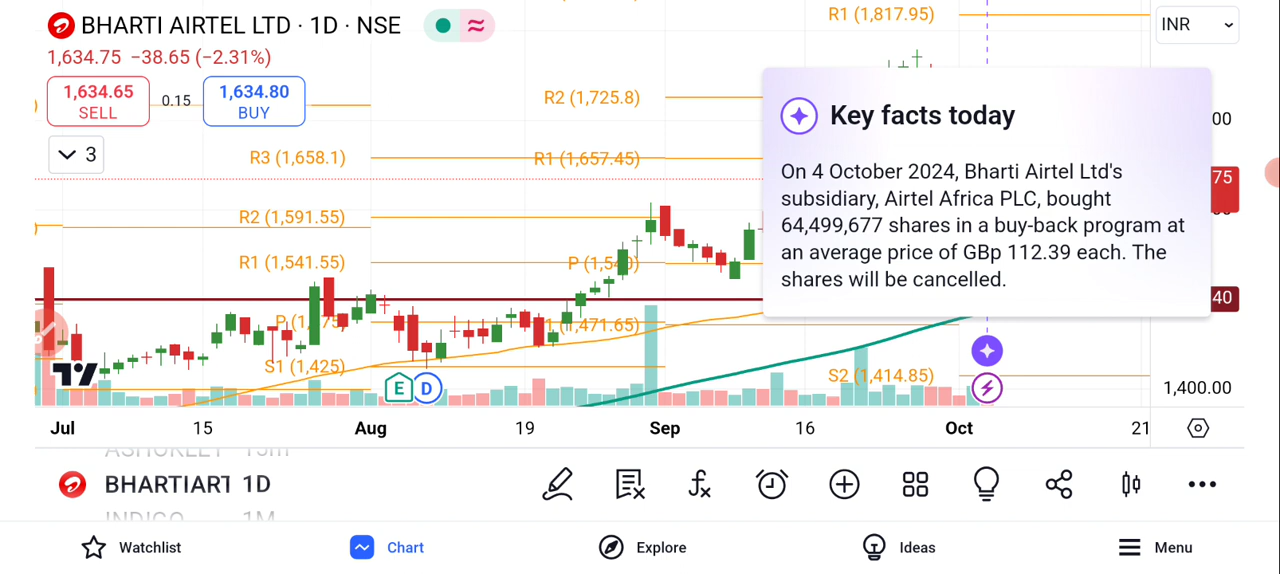 BHARTI AIRTEL LTD · 1D · NSE
R1 (1,817.95)
INR
1,634.75 −38.65 (−2.31%)
1,634.65
SELL
0.15
1,634.80
BUY
R2 (1,725.8)
3
R3 (1,658.1)
R1 (1,657.45)
Key facts today
On 4 October 2024, Bharti Airtel Ltd's
subsidiary, Airtel Africa PLC, bought
64,499,677 shares in a buy-back program at
an average price of GBp 112.39 each. The
shares will be cancelled.
00
75
R2 (1,591.55)
R1 (1,541.55)
40
(1,471.65)
S1 (1,425)
S2 (1,414.85)
E
D
1,400.00
Jul 15 Aug 19 Sep 16 Oct 21
ASHOKLEY 15m
BHARTIART 1D
INDIGO 1M
Watchlist
Chart
Explore
Ideas
Menu